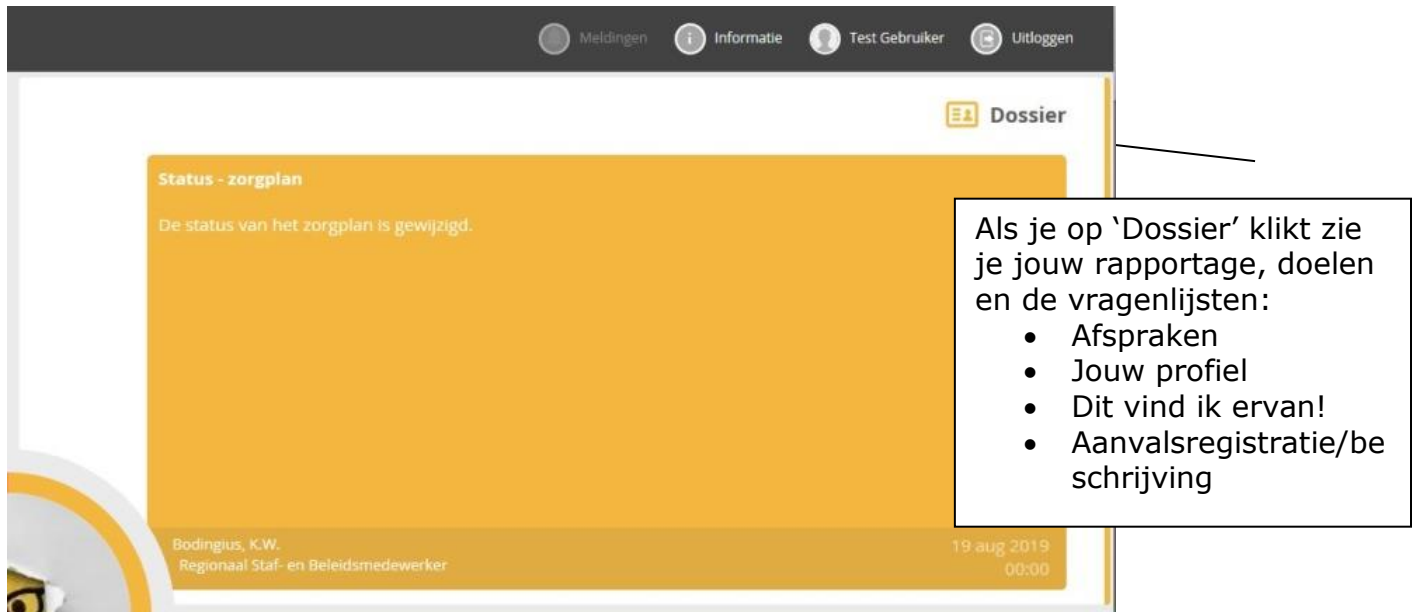 Meldingen Informatie Test Gebruiker Uitloggen
Dossier
Status - zorgplan
De status van het zorgplan is gewijzigd.
Als je op ‘Dossier’ klikt zie
je jouw rapportage, doelen
en de vragenlijsten:
• Afspraken
• Jouw profiel
• Dit vind ik ervan!
• Aanvalsregistratie/be
schrijving
Bodingius, K.W.
Regionaal Staf- en Beleidsmedewerker
19 aug 2019
00:00